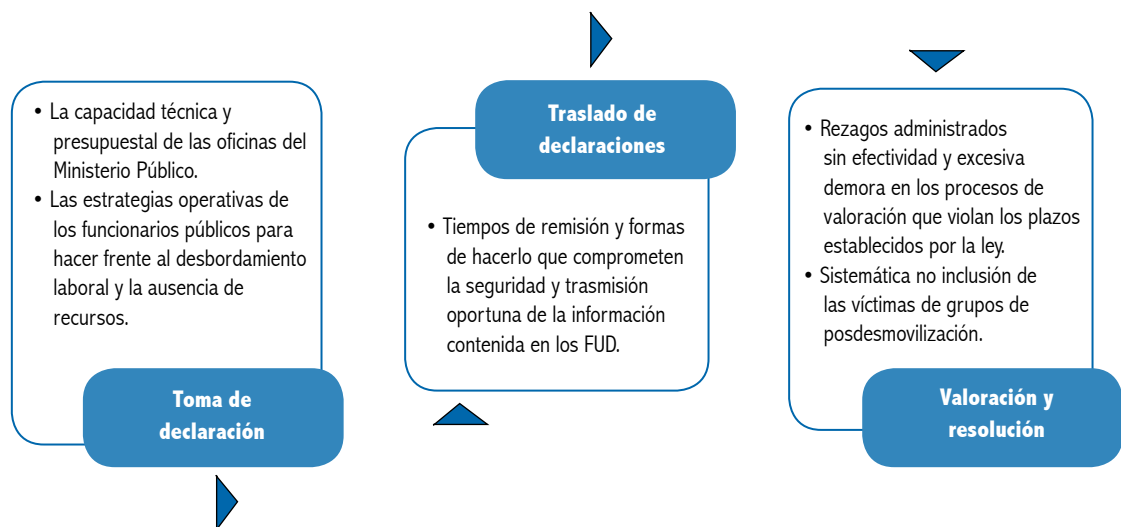 • La capacidad técnica y
presupuestal de las oficinas del
Ministerio Público.
• Las estrategias operativas de
los funcionarios públicos para
hacer frente al desbordamiento
laboral y la ausencia de
recursos.
Toma de
declaración
Traslado de
declaraciones
• Tiempos de remisión y formas
de hacerlo que comprometen
la seguridad y trasmisión
oportuna de la información
contenida en los FUD.
• Rezagos administrados
sin efectividad y excesiva
demora en los procesos de
valoración que violan los plazos
establecidos por la ley.
• Sistemática no inclusión de
las víctimas de grupos de
posdesmovilización.
Valoración y
resolución